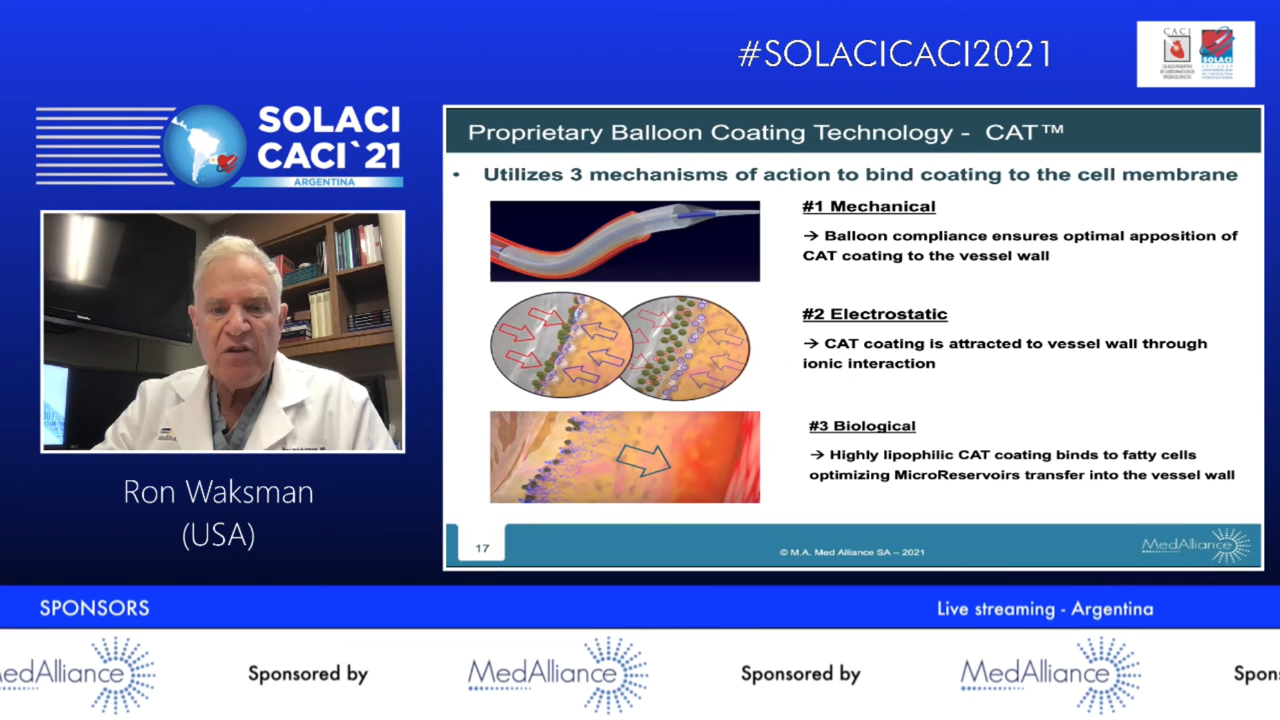 #SOLACICACI2021
CACI
SOLACI
SOLACI
CACI`21
ARGENTINA
Ron Waksman
(USA)
Proprietary Balloon Coating Technology - CAT™
• Utilizes 3 mechanisms of action to bind coating to the cell membrane
#1 Mechanical
→ Balloon compliance ensures optimal apposition of
CAT coating to the vessel wall
#2 Electrostatic
→ CAT coating is attracted to vessel wall through
ionic interaction
#3 Biological
→ Highly lipophilic CAT coating binds to fatty cells
optimizing MicroReservoirs transfer into the vessel wall
17
© M.A. Med Alliance SA – 2021
MedAlliance
SPONSORS
Live streaming - Argentina
edAlliance
Sponsored by
MedAlliance
Sponsored by
MedAlliance
Spons